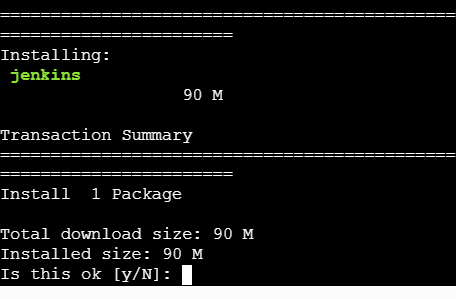 =============================================
=======================
Installing:
jenkins
90 M
Transaction Summary
=============================================
=======================
Install  1 Package
Total download size: 90 M
Installed size: 90 M
Is this ok [y/N]: